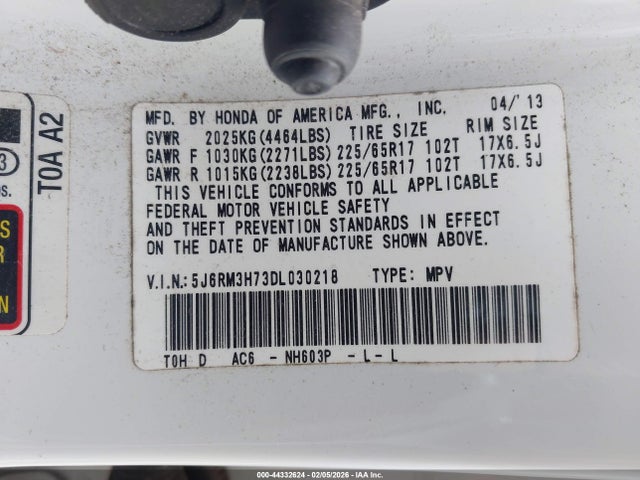 MFD. BY HONDA OF AMERICA MFG., INC. 04/'13
GVWR 2025KG(4464LBS) TIRE SIZE RIM SIZE
GAWR F 1030KG(2271LBS) 225/65R17 102T 17X6.5J
GAWR R 1015KG(2238LBS) 225/65R17 102T 17X6.5J
THIS VEHICLE CONFORMS TO ALL APPLICABLE
FEDERAL MOTOR VEHICLE SAFETY
AND THEFT PREVENTION STANDARDS IN EFFECT
ON THE DATE OF MANUFACTURE SHOWN ABOVE.
V.I.N.:5J6RM3H73DL030218 TYPE: MPV
T0H D AC6 - NH603P - L - L
T0A A2
000-44332624 - 02/05/2026 - IAA Inc.